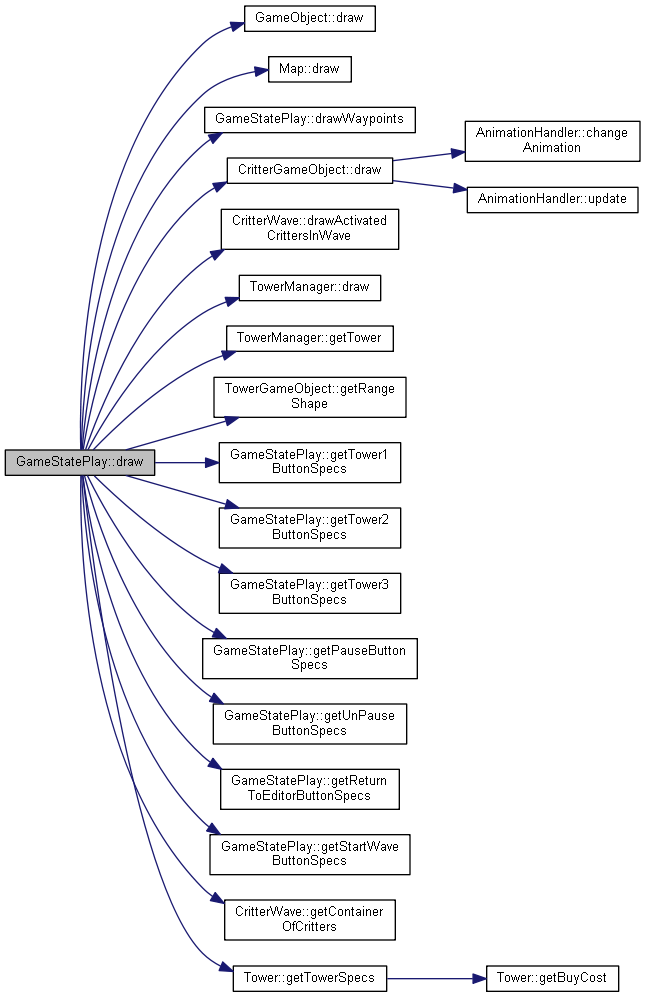 GameObject::draw
Map::draw
GameStatePlay::drawWaypoints
CritterGameObject::draw
AnimationHandler::change
Animation
AnimationHandler::update
CritterWave::drawActivated
CrittersInWave
TowerManager::draw
TowerManager::getTower
TowerGameObject::getRange
Shape
GameStatePlay::draw
GameStatePlay::getTower1
ButtonSpecs
GameStatePlay::getTower2
ButtonSpecs
GameStatePlay::getTower3
ButtonSpecs
GameStatePlay::getPauseButton
Specs
GameStatePlay::getUnPause
ButtonSpecs
GameStatePlay::getReturn
ToEditorButtonSpecs
GameStatePlay::getStartWave
ButtonSpecs
CritterWave::getContainer
OfCritters
Tower::getTowerSpecs
Tower::getBuyCost